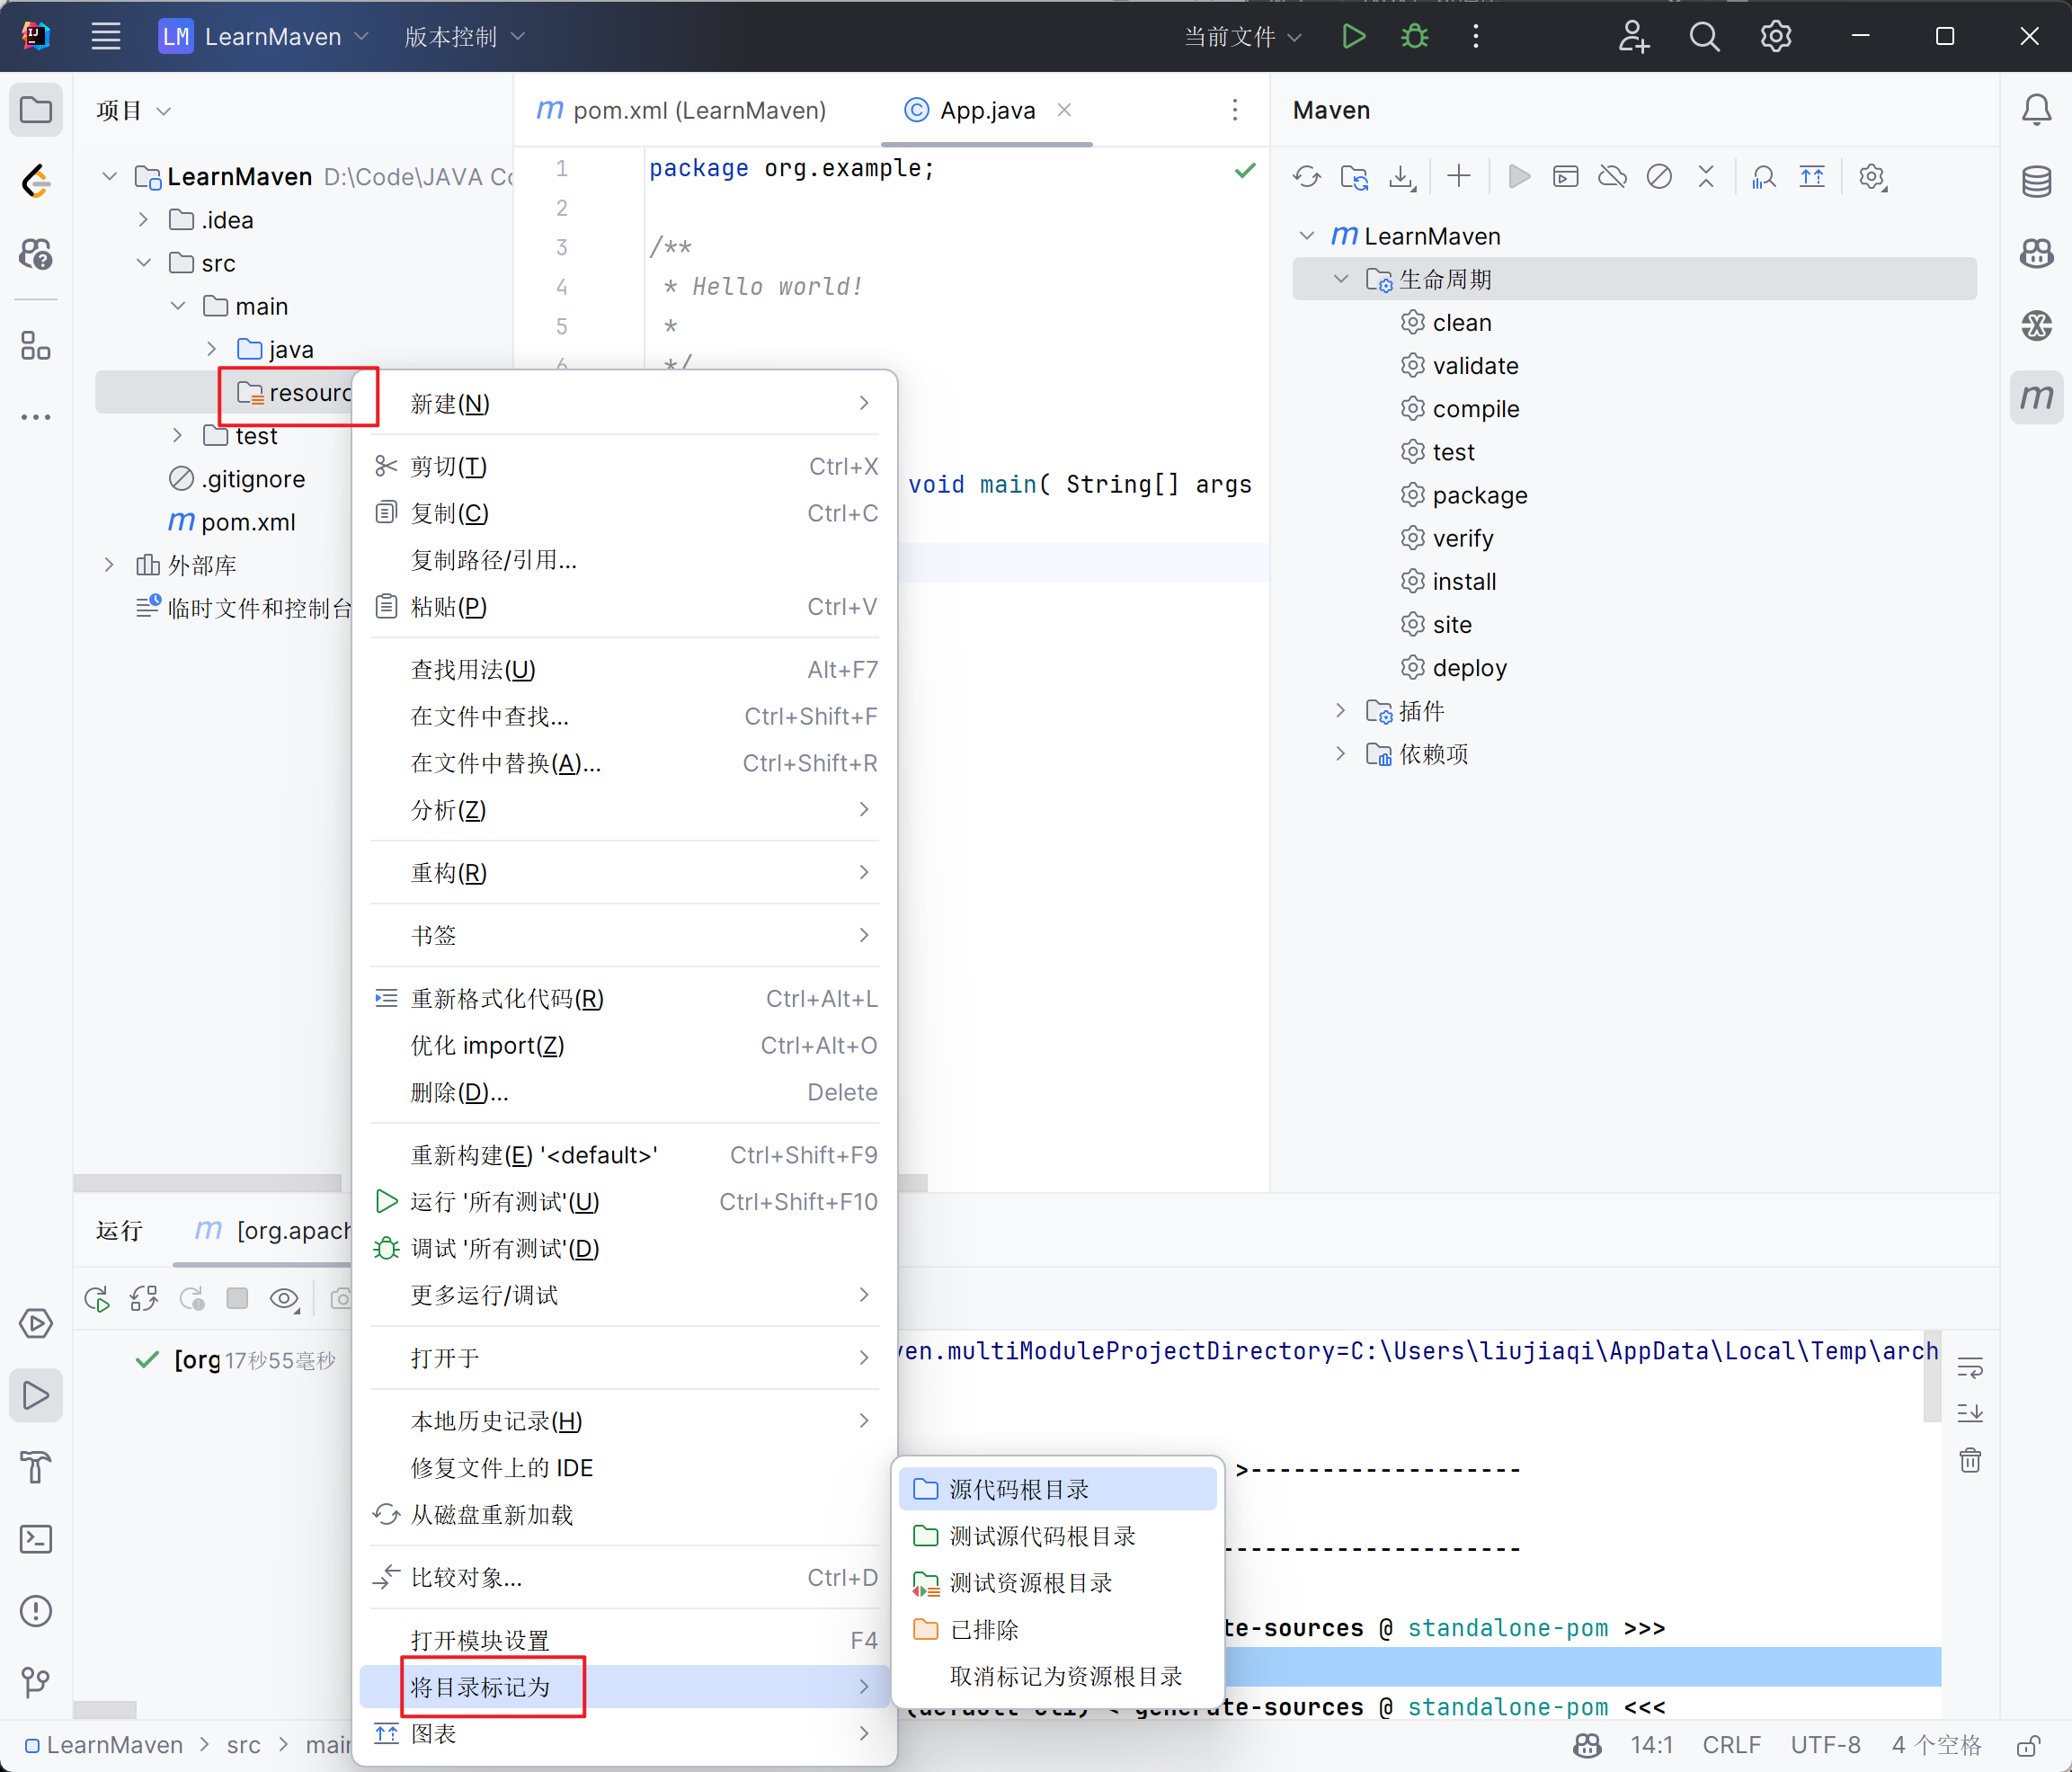 LM LearnMaven 版本控制 当前文件
项目
LearnMaven D:\Code\JAVA
.idea
src
main
java
resourc
test
.gitignore
pom.xml
外部库
临时文件和控制台
pom.xml (LearnMaven) App.java
1 package org.example;
2
3 /**
4 * Hello world!
5 *
6 */
void main( String[] args
Maven
LearnMaven
生命周期
clean
validate
compile
test
package
verify
install
site
deploy
插件
依赖项
新建(N)
剪切(T) Ctrl+X
复制(C) Ctrl+C
复制路径/引用...
粘贴(P) Ctrl+V
查找用法(U) Alt+F7
在文件中查找... Ctrl+Shift+F
在文件中替换(A)... Ctrl+Shift+R
分析(Z)
重构(R)
书签
重新格式化代码(R) Ctrl+Alt+L
优化 import(Z) Ctrl+Alt+O
删除(D)... Delete
重新构建(E) '<default>' Ctrl+Shift+F9
运行 '所有测试'(U) Ctrl+Shift+F10
调试 '所有测试'(D)
更多运行/调试
打开于
本地历史记录(H)
修复文件上的 IDE
从磁盘重新加载
比较对象... Ctrl+D
打开模块设置 F4
将目录标记为
图表
源代码根目录
测试源代码根目录
测试资源根目录
已排除
取消标记为资源根目录
运行 [org.apach
[org 17秒55毫秒
ven.multiModuleProjectDirectory=C:\Users\liujiaqi\AppData\Local\Temp\arch
>-------------------
---------------------
te-sources @ standalone-pom >>>
generate-sources @ standalone-pom <<<
LearnMaven > src > main
14:1 CRLF UTF-8 4 个空格